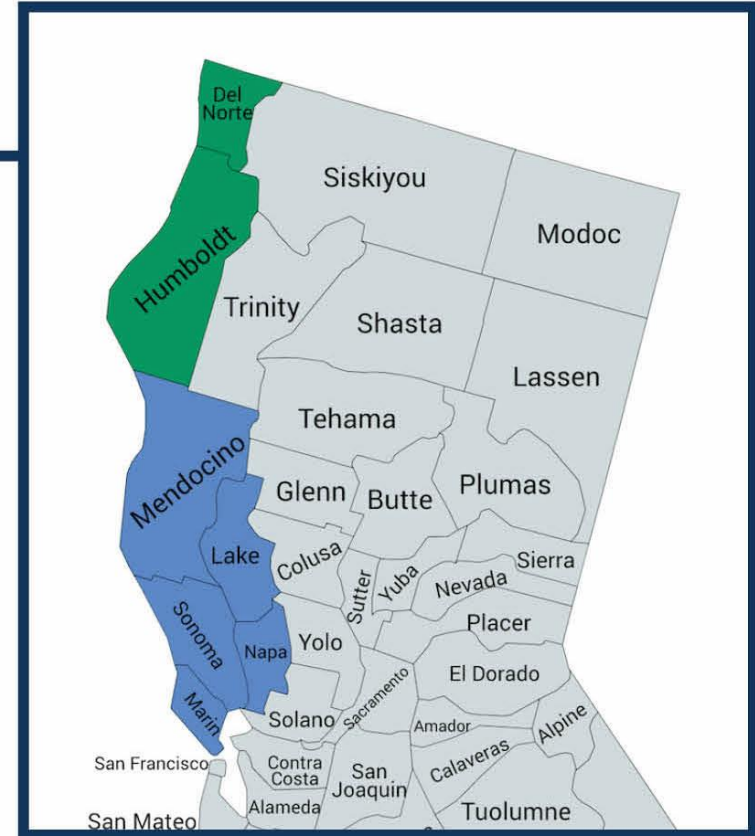 Del
Norte
Siskiyou
Modoc
Humboldt
Trinity
Shasta
Lassen
Tehama
Mendocino
Glenn
Butte
Plumas
Lake
Colusa
Sutter
Yuba
Nevada
Sierra
Sonoma
Napa
Yolo
Placer
El Dorado
Marin
Solano
Sacramento
Amador
Alpine
San Francisco
Contra
Costa
San
Joaquin
Calaveras
San Mateo
Alameda
Tuolumne